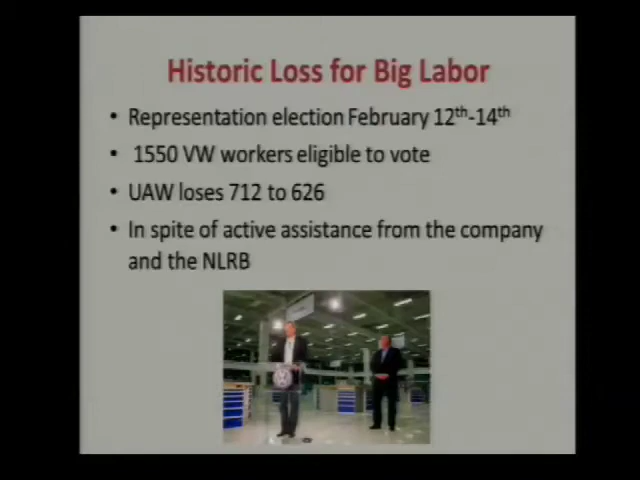 Historic Loss for Big Labor
• Representation election February 12th-14th
• 1550 VW workers eligible to vote
• UAW loses 712 to 626
• In spite of active assistance from the company
and the NLRB